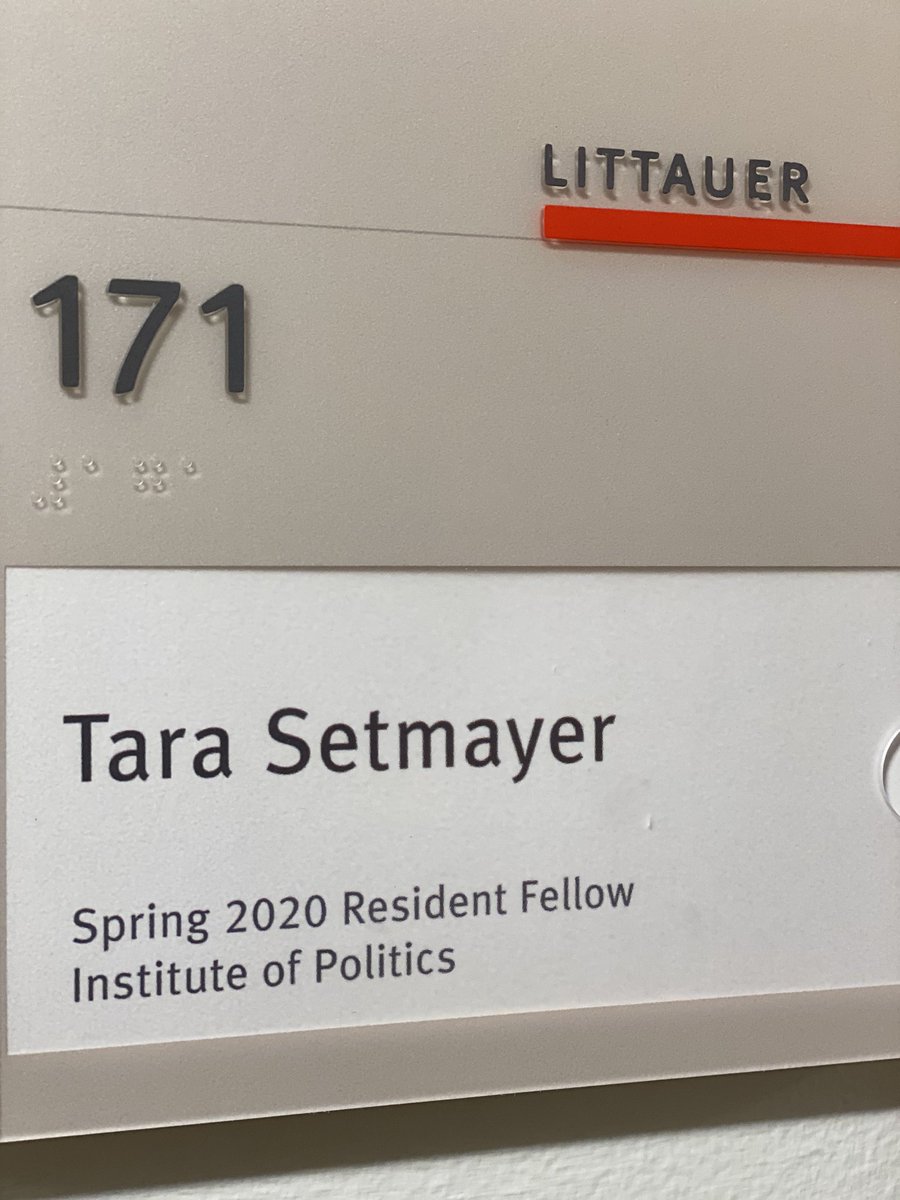 LITTAUER
171
⠼⠁⠛⠁
Tara Setmayer
Spring 2020 Resident Fellow
Institute of Politics